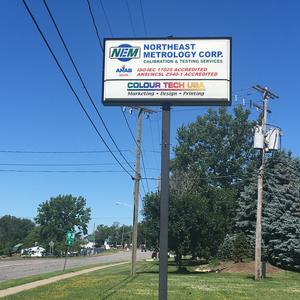 NEM
NORTHEAST
METROLOGY CORP.
CALIBRATION & TESTING SERVICES
ANAB
ISO/IEC 17025 ACCREDITED
ANSI/NCSL Z540-1 ACCREDITED
COLOUR TECH USA
Marketing • Design • Printing